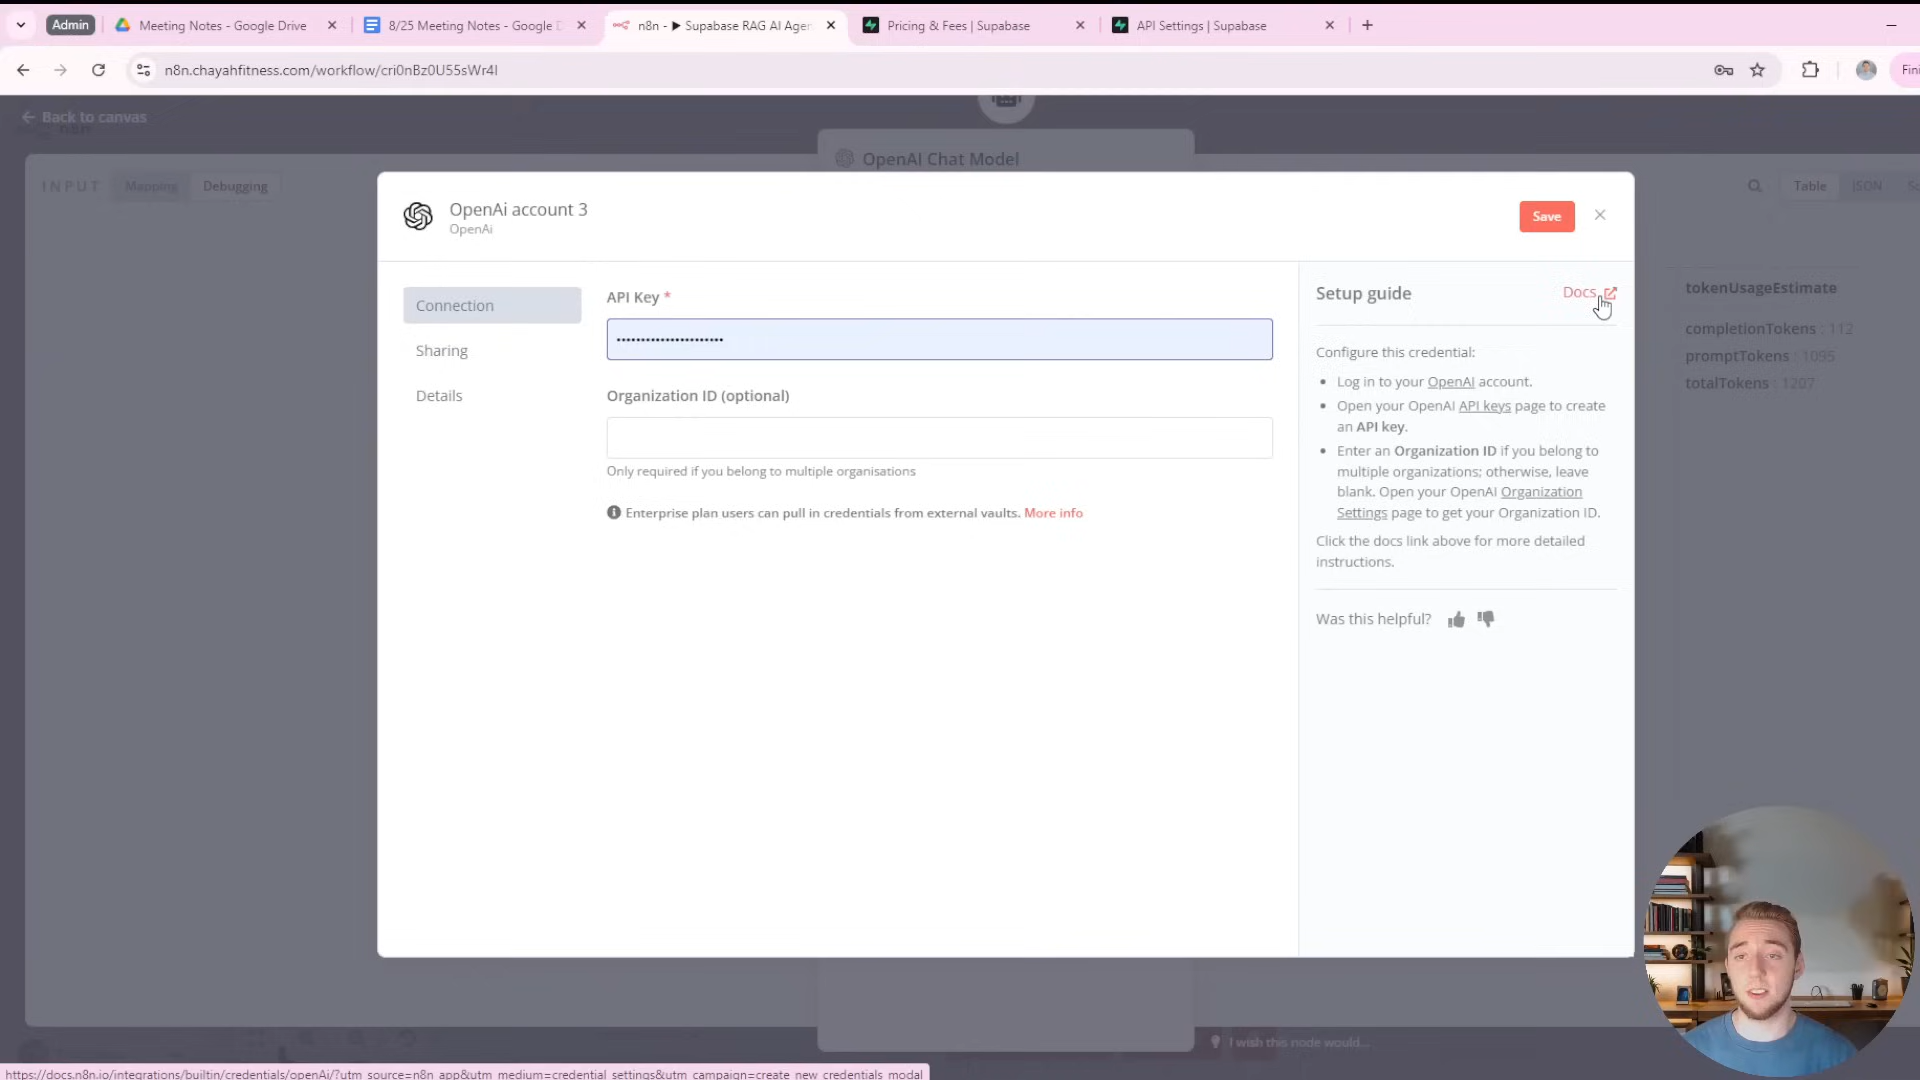 Admin
Meeting Notes - Google Drive
8/25 Meeting Notes - Google D
n8n - ▶ Supabase RAG AI Agen
Pricing & Fees | Supabase
API Settings | Supabase
n8n.chayahfitness.com/workflow/cri0nBz0U55sWr4l
Fini
Back to canvas
OpenAI Chat Model
INPUT
Mapping
Debugging
Table
JSON
Sc
OpenAi account 3
OpenAi
Save
Connection
Sharing
Details
API Key *
••••••••••••••••••••••
Organization ID (optional)
Only required if you belong to multiple organisations
Enterprise plan users can pull in credentials from external vaults. More info
Setup guide
Docs
Configure this credential:
• Log in to your OpenAI account.
• Open your OpenAI API keys page to create
an API key.
• Enter an Organization ID if you belong to
multiple organizations; otherwise, leave
blank. Open your OpenAI Organization
Settings page to get your Organization ID.
Click the docs link above for more detailed
instructions.
Was this helpful?
tokenUsageEstimate
completionTokens : 112
promptTokens : 1095
totalTokens : 1207
I wish this node would...
https://docs.n8n.io/integrations/builtin/credentials/openAi/?utm_source=n8n_app&utm_medium=credential_settings&utm_campaign=create_new_credentials_modal